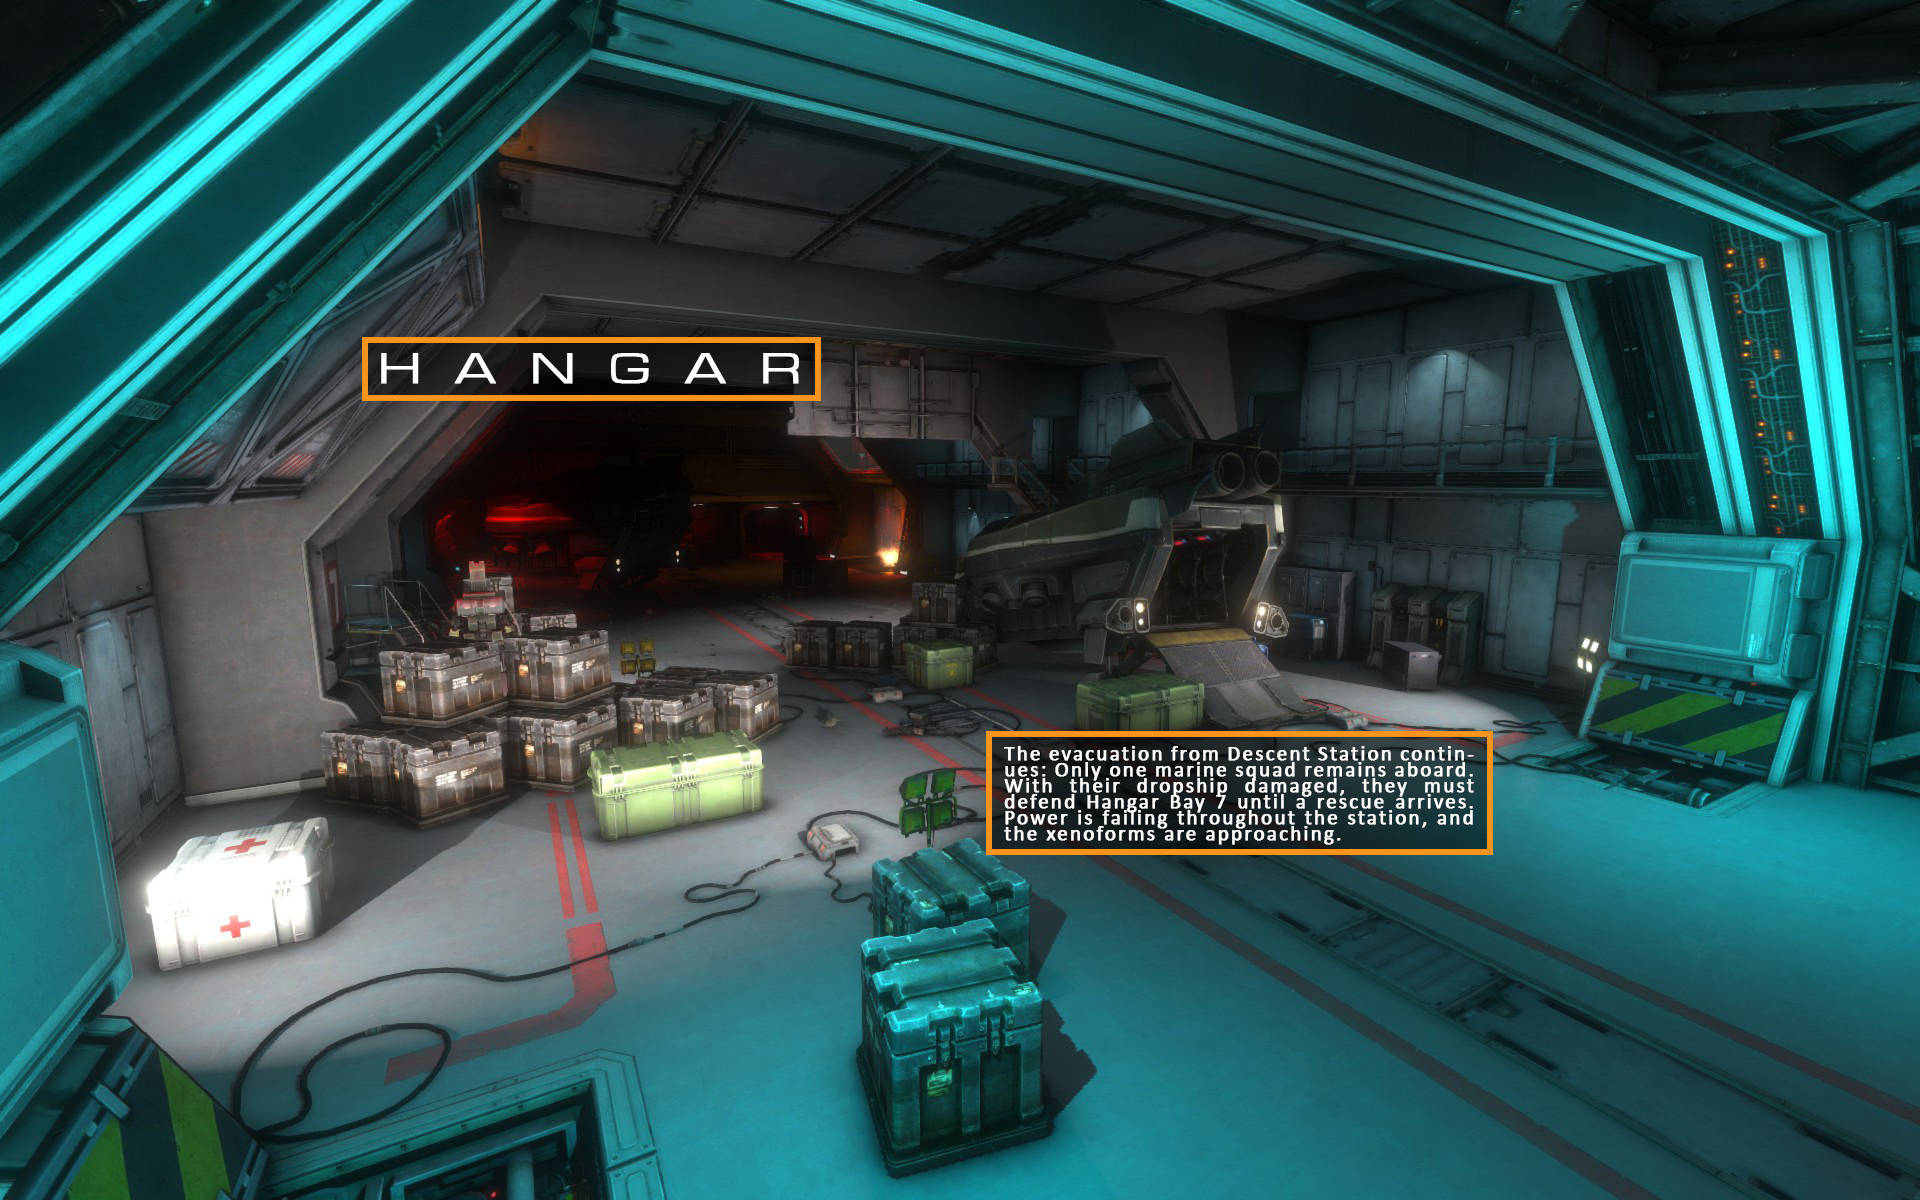 H A N G A R
The evacuation from Descent Station contin-
ues: Only one marine squad remains aboard.
With their dropship damaged, they must
defend Hangar Bay 7 until a rescue arrives.
Power is failing throughout the station, and
the xenoforms are approaching.